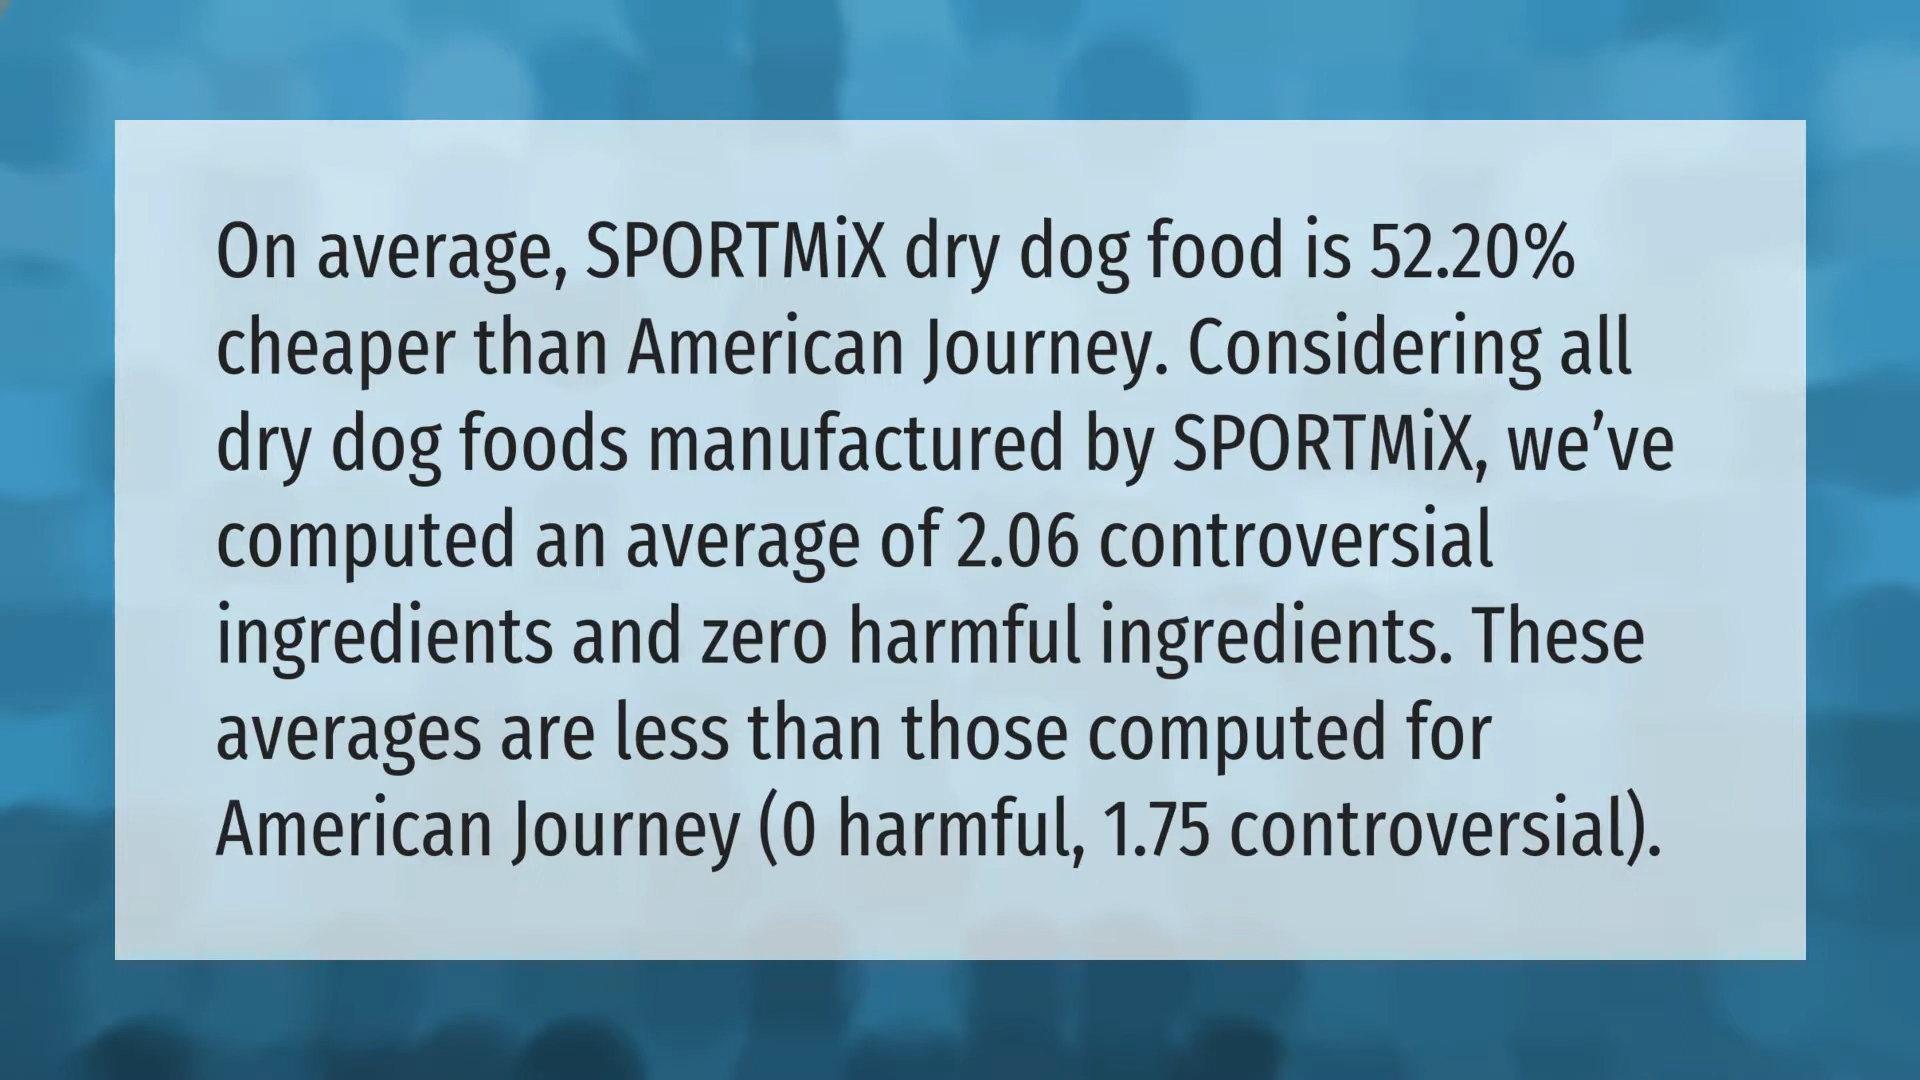 On average, SPORTMiX dry dog food is 52.20%
cheaper than American Journey. Considering all
dry dog foods manufactured by SPORTMiX, we’ve
computed an average of 2.06 controversial
ingredients and zero harmful ingredients. These
averages are less than those computed for
American Journey (0 harmful, 1.75 controversial).